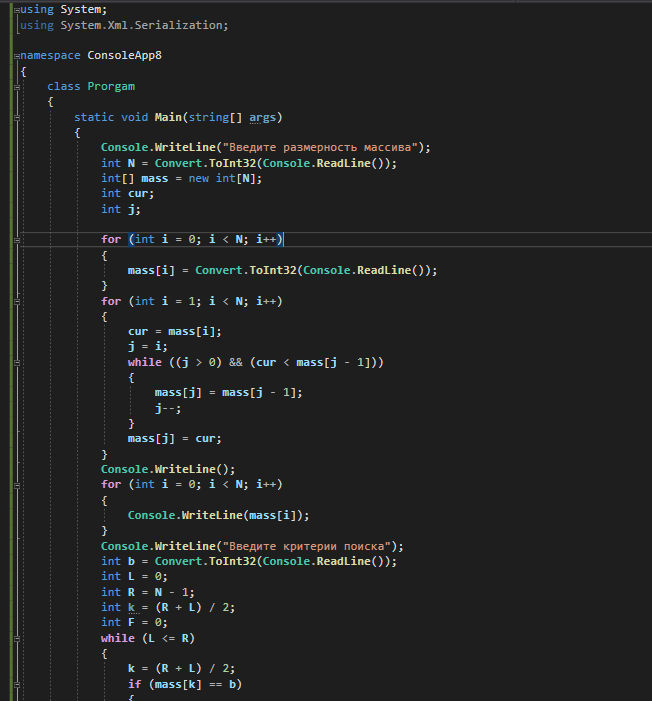 using System;
using System.Xml.Serialization;
namespace ConsoleApp8
{
class Prorgam
{
static void Main(string[] args)
{
Console.WriteLine("Введите размерность массива");
int N = Convert.ToInt32(Console.ReadLine());
int[] mass = new int[N];
int cur;
int j;
for (int i = 0; i < N; i++)
{
mass[i] = Convert.ToInt32(Console.ReadLine());
}
for (int i = 1; i < N; i++)
{
cur = mass[i];
j = i;
while ((j > 0) && (cur < mass[j - 1]))
{
mass[j] = mass[j - 1];
j--;
}
mass[j] = cur;
}
Console.WriteLine();
for (int i = 0; i < N; i++)
{
Console.WriteLine(mass[i]);
}
Console.WriteLine("Введите критерии поиска");
int b = Convert.ToInt32(Console.ReadLine());
int L = 0;
int R = N - 1;
int k = (R + L) / 2;
int F = 0;
while (L <= R)
{
k = (R + L) / 2;
if (mass[k] == b)
{